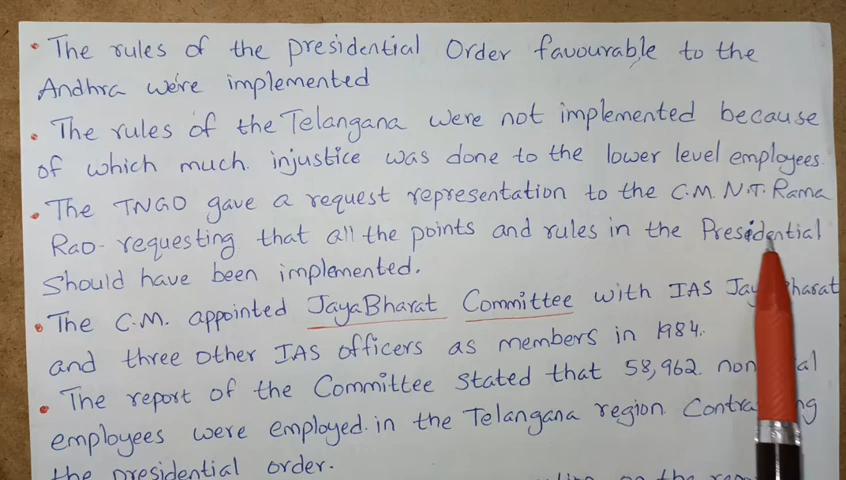 • The rules of the presidential Order favourable to the
Andhra were implemented
• The rules of the Telangana were not implemented because
of which much injustice was done to the lower level employees.
• The TNGO gave a request representation to the C.M. N.T. Rama
Rao requesting that all the points and rules in the Presidential
should have been implemented.
• The C.M. appointed JayaBharat Committee with IAS
and three other IAS officers as members in 1984.
• The report of the Committee stated that 58,962
employees were employed in the Telangana region
the presidential order.
on the